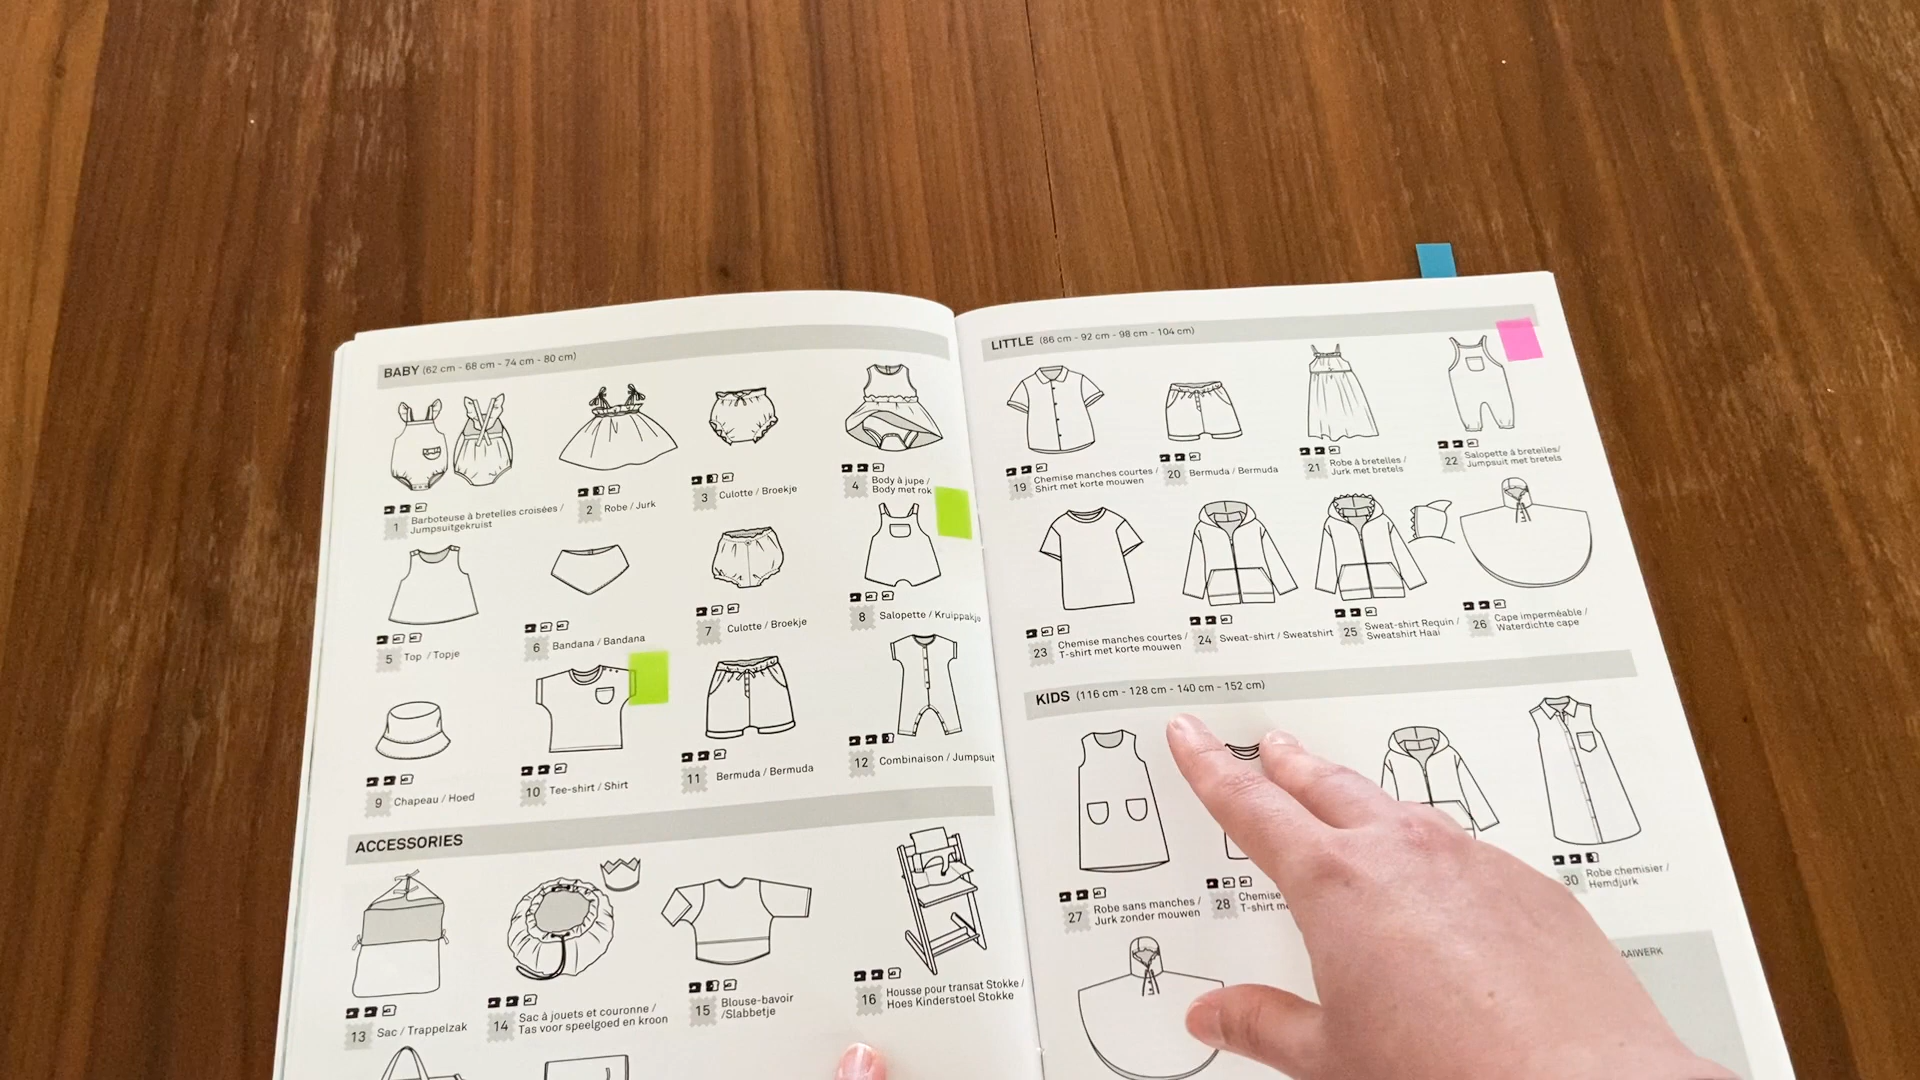 BABY (62 cm - 68 cm - 74 cm - 80 cm)
1 Barboteuse à bretelles croisées /
Jumpsuitgekruist
2 Robe / Jurk
3 Culotte / Broekje
4 Body à jupe /
Body met rok
5 Top / Topje
6 Bandana / Bandana
7 Culotte / Broekje
8 Salopette / Kruippakje
9 Chapeau / Hoed
10 Tee-shirt / Shirt
11 Bermuda / Bermuda
12 Combinaison / Jumpsuit
ACCESSORIES
13 Sac / Trappelzak
14 Sac à jouets et couronne /
Tas voor speelgoed en kroon
15 Blouse-bavoir
/Slabbetje
16 Housse pour transat Stokke /
Hoes Kinderstoel Stokke
LITTLE (86 cm - 92 cm - 98 cm - 104 cm)
19 Chemise manches courtes /
Shirt met korte mouwen
20 Bermuda / Bermuda
21 Robe à bretelles /
Jurk met bretels
22 Salopette à bretelles/
Jumpsuit met bretels
23 Chemise manches courtes /
T-shirt met korte mouwen
24 Sweat-shirt / Sweatshirt
25 Sweat-shirt Requin /
Sweatshirt Haai
26 Cape imperméable /
Waterdichte cape
KIDS (116 cm - 128 cm - 140 cm - 152 cm)
27 Robe sans manches /
Jurk zonder mouwen
28 Chemise
T-shirt
30 Robe chemisier /
Hemdjurk